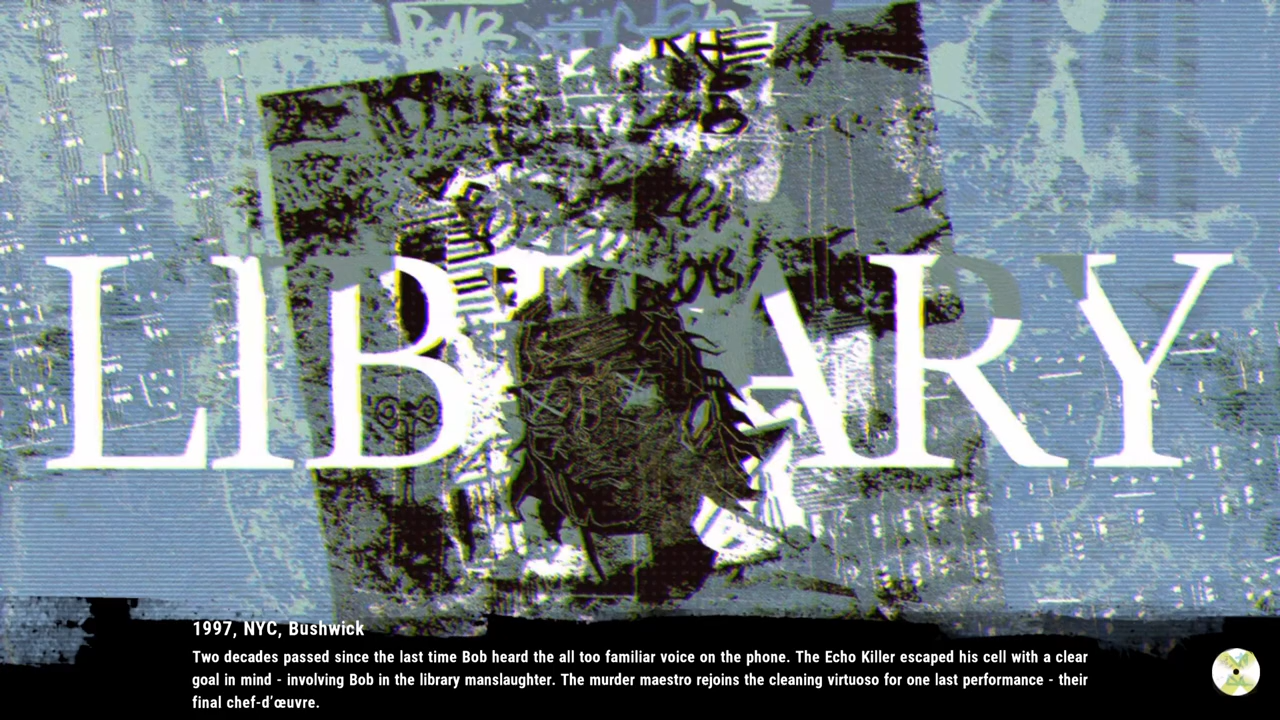 LIBRARY
1997, NYC, Bushwick
Two decades passed since the last time Bob heard the all too familiar voice on the phone. The Echo Killer escaped his cell with a clear
goal in mind - involving Bob in the library manslaughter. The murder maestro rejoins the cleaning virtuoso for one last performance - their
final chef-d'œuvre.